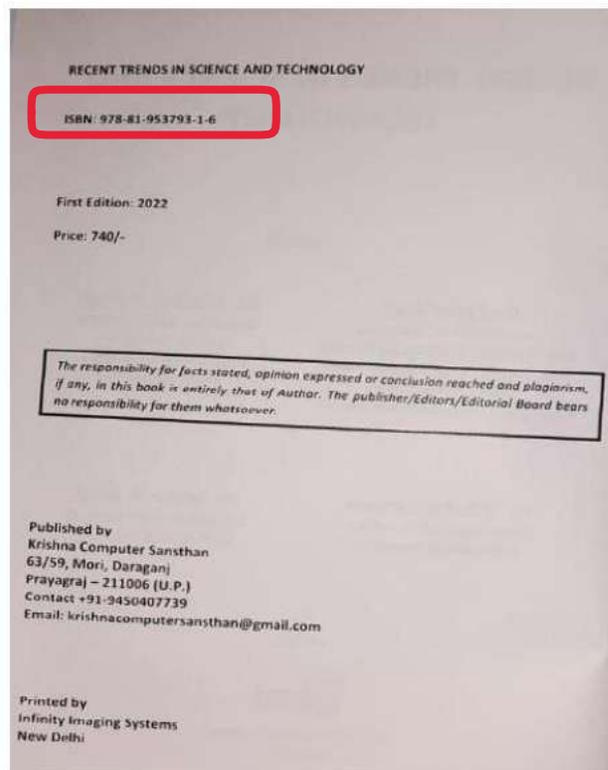 RECENT TRENDS IN SCIENCE AND TECHNOLOGY
ISBN: 978-81-953793-1-6
First Edition: 2022
Price: 740/-
The responsibility for facts stated, opinion expressed or conclusion reached and plagiarism,
if any, in this book is entirely that of Author. The publisher/Editors/Editorial Board bears
no responsibility for them whatsoever.
Published by
Krishna Computer Sansthan
63/59, Mori, Daraganj
Prayagraj – 211006 (U.P.)
Contact +91-9450407739
Email: krishnacomputersansthan@gmail.com
Printed by
Infinity Imaging Systems
New Delhi